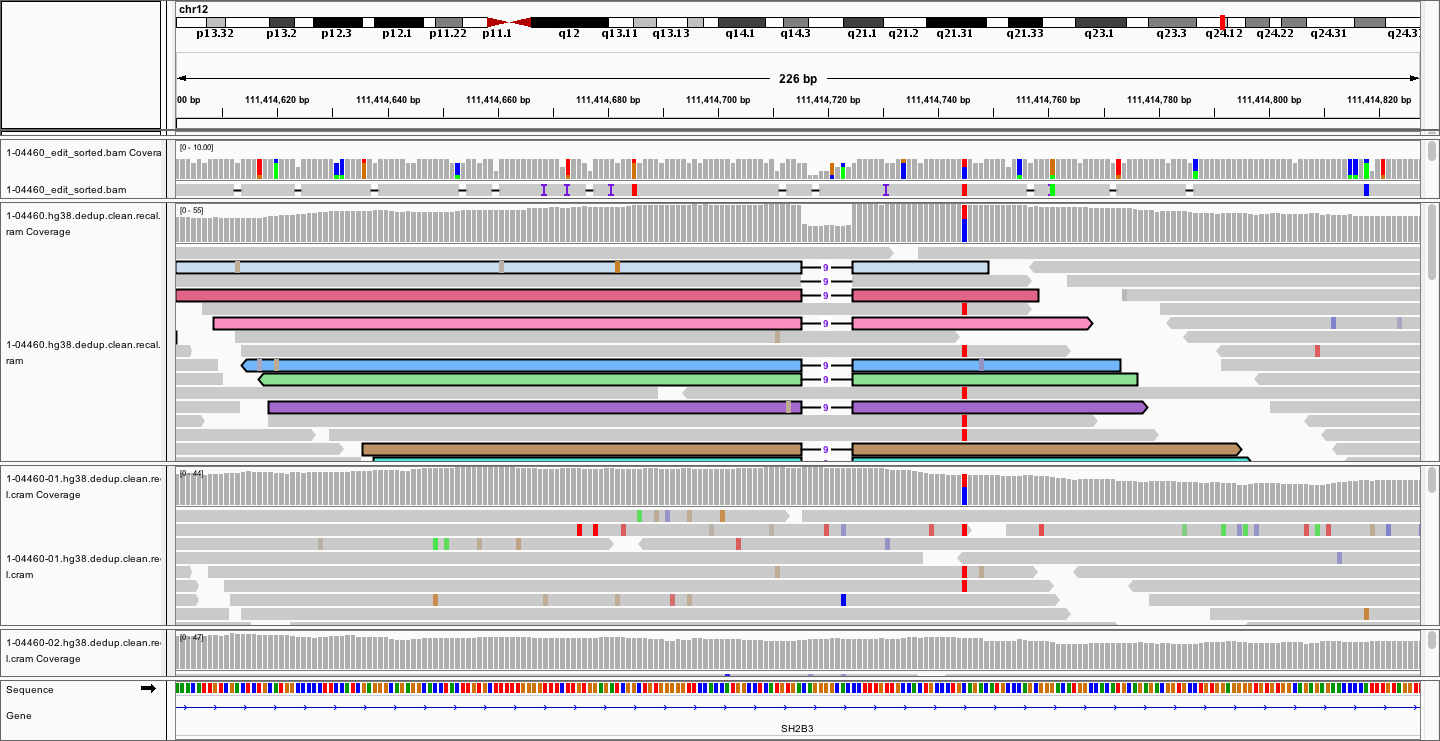 chr12
p13.32 p13.2 p12.3 p12.1 p11.22 p11.1 q12 q13.11 q13.13 q14.1 q14.3 q21.1 q21.2 q21.31 q21.33 q23.1 q23.3 q24.12 q24.22 q24.31 q24.3
226 bp
00 bp 111,414,620 bp 111,414,640 bp 111,414,660 bp 111,414,680 bp 111,414,700 bp 111,414,720 bp 111,414,740 bp 111,414,760 bp 111,414,780 bp 111,414,800 bp 111,414,820 bp
1-04460_edit_sorted.bam Covera
[0 - 10.00]
1-04460_edit_sorted.bam
I I I I
1-04460.hg38.dedup.clean.recal.
ram Coverage
[0 - 55]
9
9
9
9
1-04460.hg38.dedup.clean.recal.
ram
9
9
9
9
1-04460-01.hg38.dedup.clean.re
l.cram Coverage
[0 - 44]
1-04460-01.hg38.dedup.clean.re
l.cram
1-04460-02.hg38.dedup.clean.re
l.cram Coverage
[0 - 47]
Sequence
Gene
SH2B3